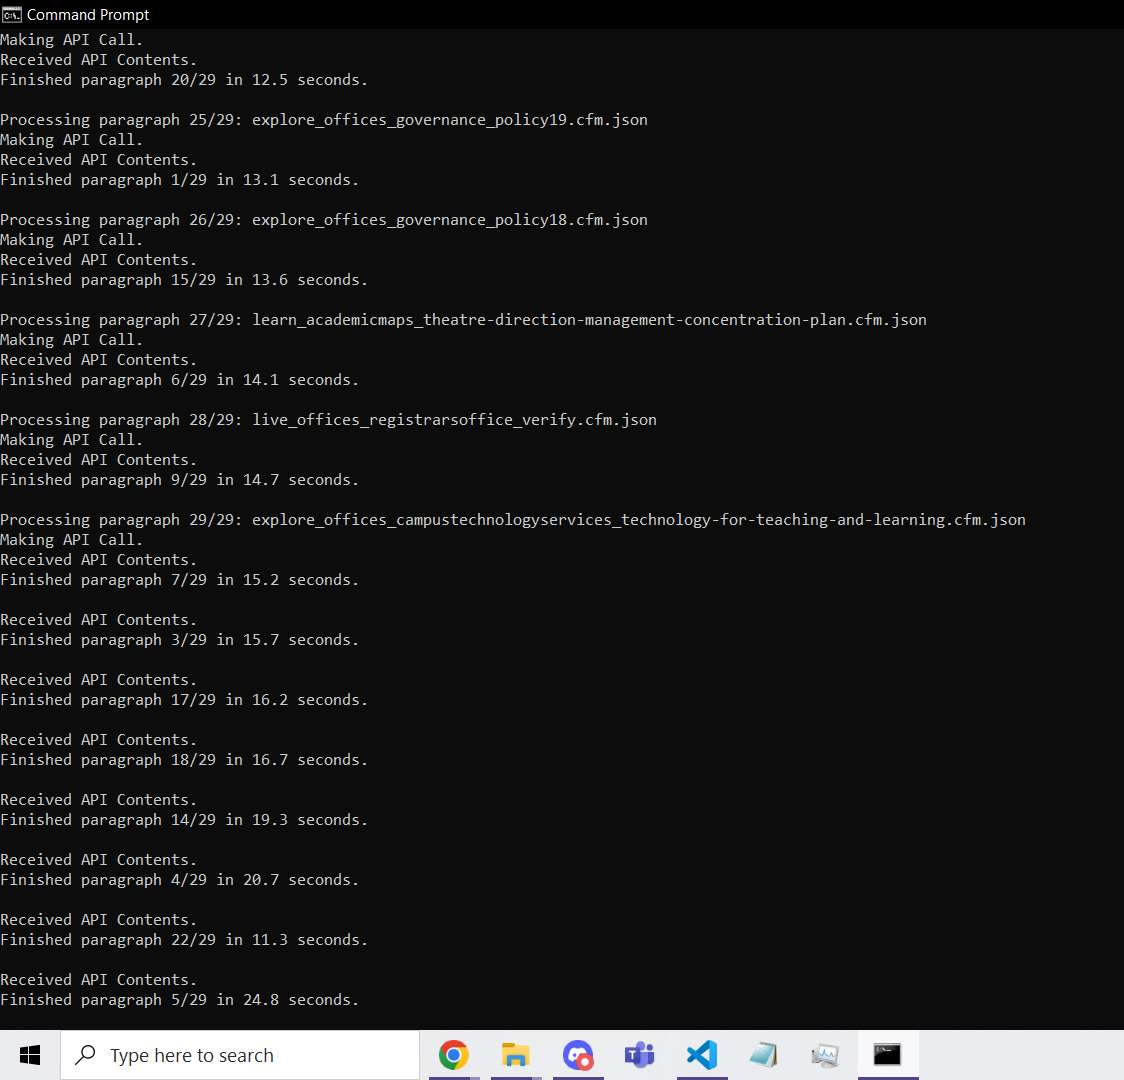 Command Prompt
Making API Call.
Received API Contents.
Finished paragraph 20/29 in 12.5 seconds.
Processing paragraph 25/29: explore_offices_governance_policy19.cfm.json
Making API Call.
Received API Contents.
Finished paragraph 1/29 in 13.1 seconds.
Processing paragraph 26/29: explore_offices_governance_policy18.cfm.json
Making API Call.
Received API Contents.
Finished paragraph 15/29 in 13.6 seconds.
Processing paragraph 27/29: learn_academicmaps_theatre-direction-management-concentration-plan.cfm.json
Making API Call.
Received API Contents.
Finished paragraph 6/29 in 14.1 seconds.
Processing paragraph 28/29: live_offices_registrarsoffice_verify.cfm.json
Making API Call.
Received API Contents.
Finished paragraph 9/29 in 14.7 seconds.
Processing paragraph 29/29: explore_offices_campustechnologyservices_technology-for-teaching-and-learning.cfm.json
Making API Call.
Received API Contents.
Finished paragraph 7/29 in 15.2 seconds.
Received API Contents.
Finished paragraph 3/29 in 15.7 seconds.
Received API Contents.
Finished paragraph 17/29 in 16.2 seconds.
Received API Contents.
Finished paragraph 18/29 in 16.7 seconds.
Received API Contents.
Finished paragraph 14/29 in 19.3 seconds.
Received API Contents.
Finished paragraph 4/29 in 20.7 seconds.
Received API Contents.
Finished paragraph 22/29 in 11.3 seconds.
Received API Contents.
Finished paragraph 5/29 in 24.8 seconds.
Type here to search